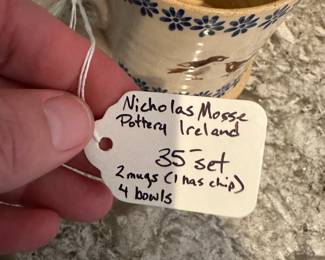 Nicholas Mosse
Pottery Ireland
35- set
2 mugs (1 has chip)
4 bowls